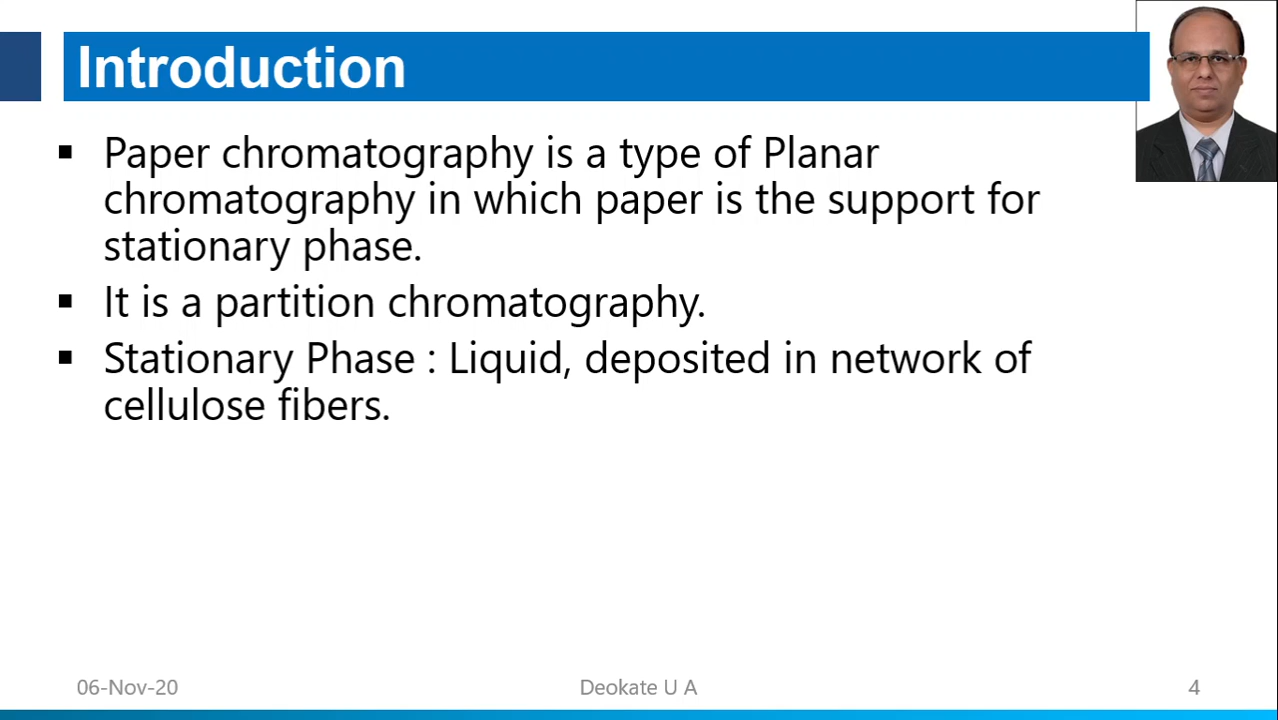 Introduction
▪ Paper chromatography is a type of Planar
chromatography in which paper is the support for
stationary phase.
▪ It is a partition chromatography.
▪ Stationary Phase : Liquid, deposited in network of
cellulose fibers.
06-Nov-20 Deokate U A 4